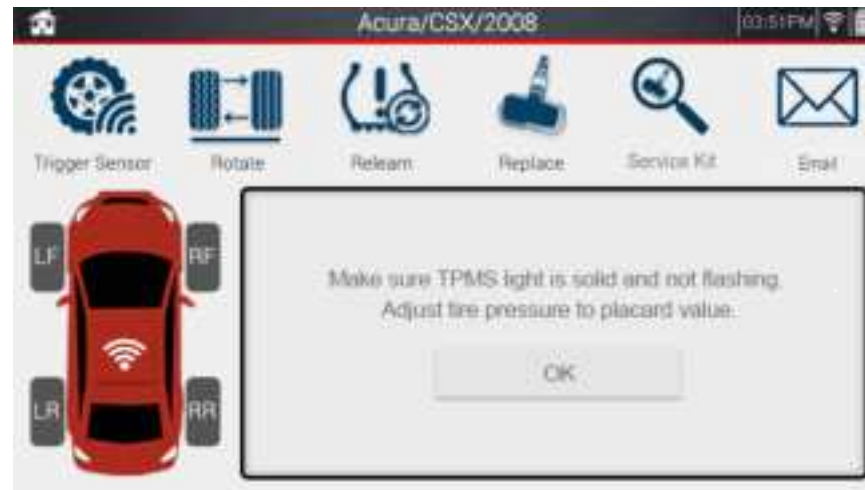 Acura/CSX/2008
03:51PM
Trigger Sensor
Rotate
Relearn
Replace
Service Kit
Email
LF
RF
Make sure TPMS light is solid and not flashing.
Adjust tire pressure to placard value.
OK
LR
RR